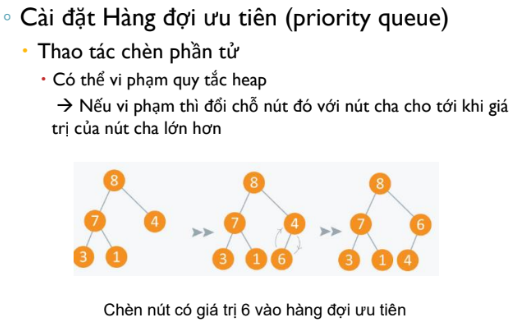 Cài đặt Hàng đợi ưu tiên (priority queue)
Thao tác chèn phần tử
Có thể vi phạm quy tắc heap
→ Nếu vi phạm thì đổi chỗ nút đó với nút cha cho tới khi giá
trị của nút cha lớn hơn
8 8 8
7 4 7 4 7 6
3 1 3 1 6 3 1 4
Chèn nút có giá trị 6 vào hàng đợi ưu tiên